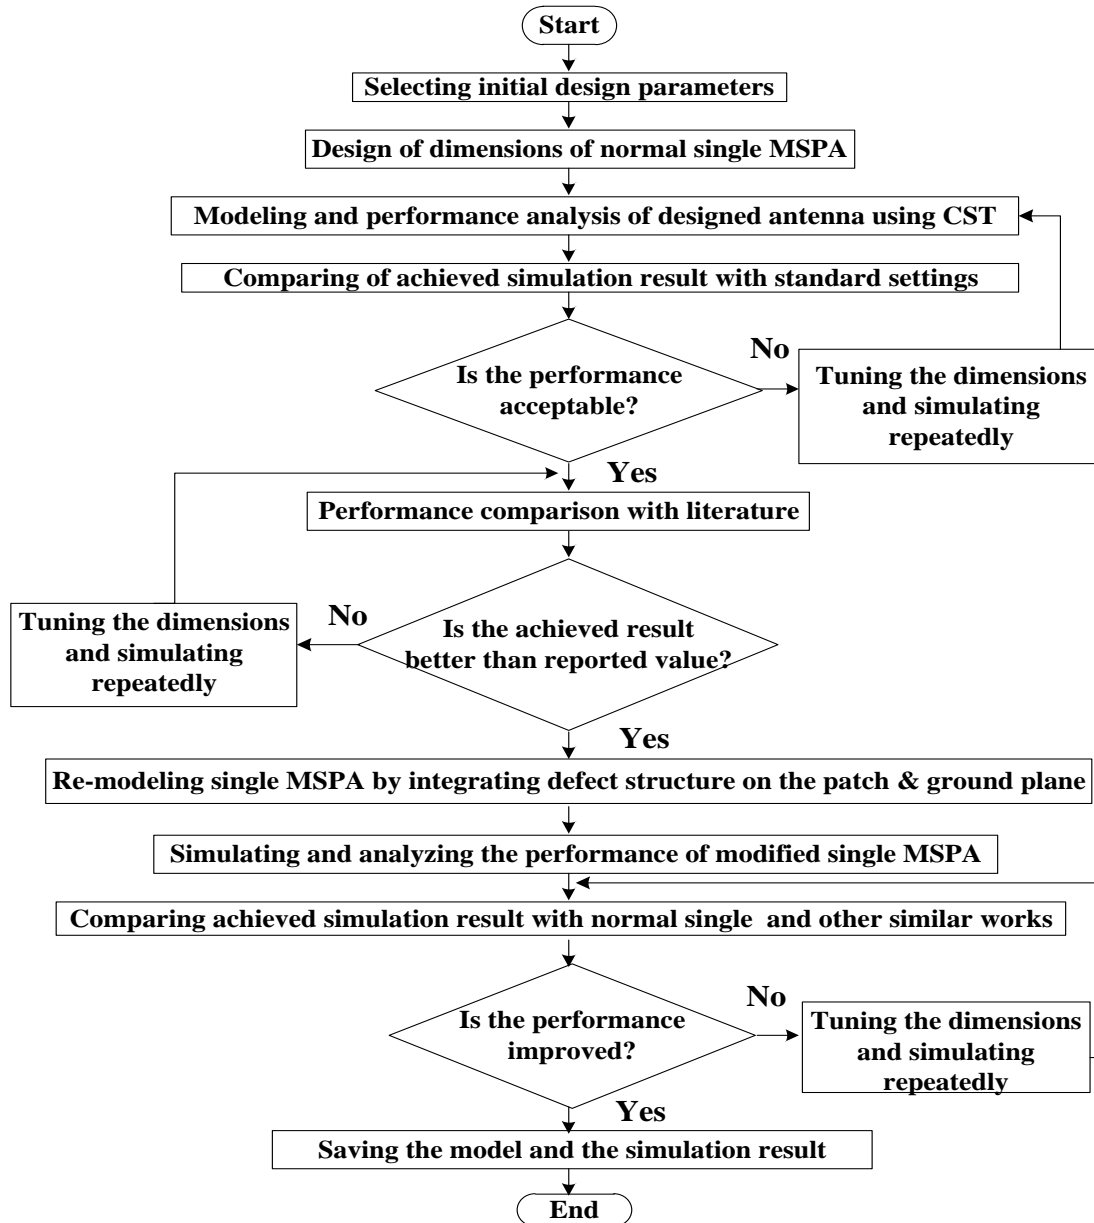 Start
Selecting initial design parameters
Design of dimensions of normal single MSPA
Modeling and performance analysis of designed antenna using CST
Comparing of achieved simulation result with standard settings
Is the performance
acceptable?
No
Tuning the dimensions
and simulating
repeatedly
Yes
Performance comparison with literature
Is the achieved result
better than reported value?
No
Tuning the dimensions
and simulating
repeatedly
Yes
Re-modeling single MSPA by integrating defect structure on the patch & ground plane
Simulating and analyzing the performance of modified single MSPA
Comparing achieved simulation result with normal single and other similar works
Is the performance
improved?
No
Tuning the dimensions
and simulating
repeatedly
Yes
Saving the model and the simulation result
End